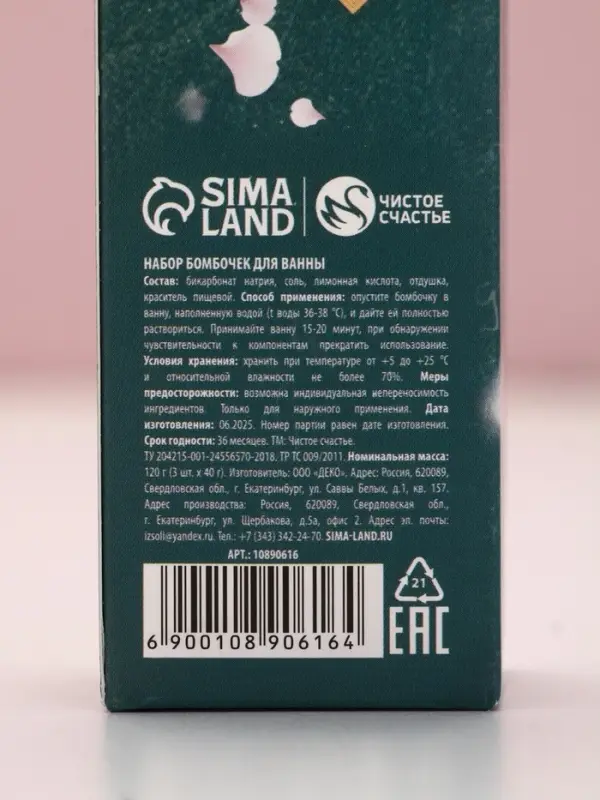 SIMA LAND
ЧИСТОЕ СЧАСТЬЕ
НАБОР БОМБОЧЕК ДЛЯ ВАННЫ
Состав: бикарбонат натрия, соль, лимонная кислота, отдушка,
краситель пищевой. Способ применения: опустите бомбочку в
ванну, наполненную водой (t воды 36-38 °C), и дайте ей полностью
раствориться. Принимайте ванну 15-20 минут, при обнаружении
чувствительности к компонентам прекратить использование.
Условия хранения: хранить при температуре от +5 до +25 °C
и относительной влажности не более 70%. Меры
предосторожности: возможна индивидуальная непереносимость
ингредиентов. Только для наружного применения. Дата
изготовления: 06.2025. Номер партии равен дате изготовления.
Срок годности: 36 месяцев. ТМ: Чистое счастье.
ТУ 204215-001-24556570-2018. ТР ТС 009/2011. Номинальная масса:
120 г (3 шт. x 40 г). Изготовитель: ООО «ДЕКО». Адрес: Россия, 620089,
Свердловская обл., г. Екатеринбург, ул. Саввы Белых, д.1, кв. 157.
Адрес производства: Россия, 620089, Свердловская обл.,
г. Екатеринбург, ул. Щербакова, д.5а, офис 2. Адрес эл. почты:
izsoli@yandex.ru. Тел.: +7 (343) 342-24-70. SIMA-LAND.RU
АРТ.: 10890616
6 900108 906164
21
EAC